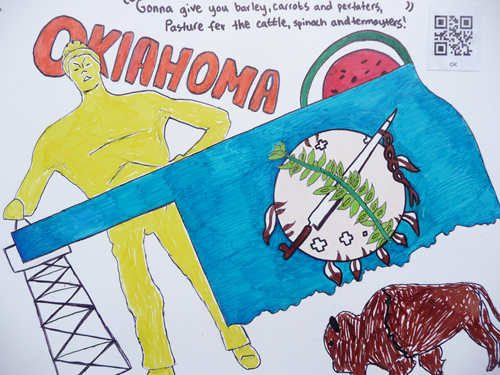 "Gonna give you barley, carrots and pertaters,"
Pasture fer the cattle, spinach and termayters!
OKlAHOMA
OK